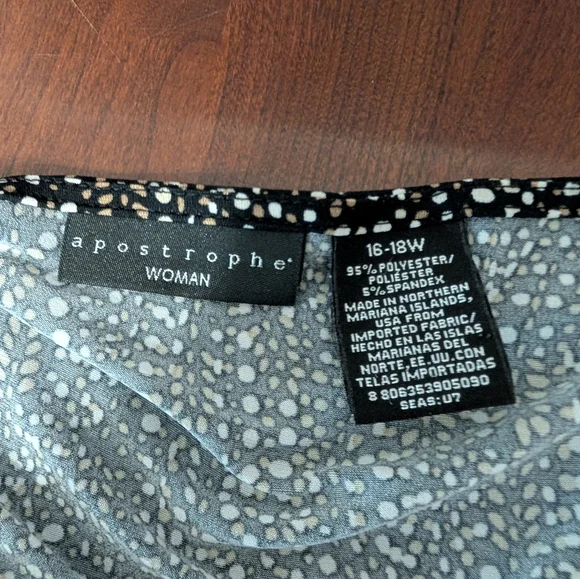 apostrophe®
WOMAN
16-18W
95% POLYESTER/
POLIÉSTER
5% SPANDEX
MADE IN NORTHERN
MARIANA ISLANDS,
USA FROM
IMPORTED FABRIC/
HECHO EN LAS ISLAS
MARIANAS DEL
NORTE, EE. UU. CON
TELAS IMPORTADAS
8 806353905090
SEAS: U7